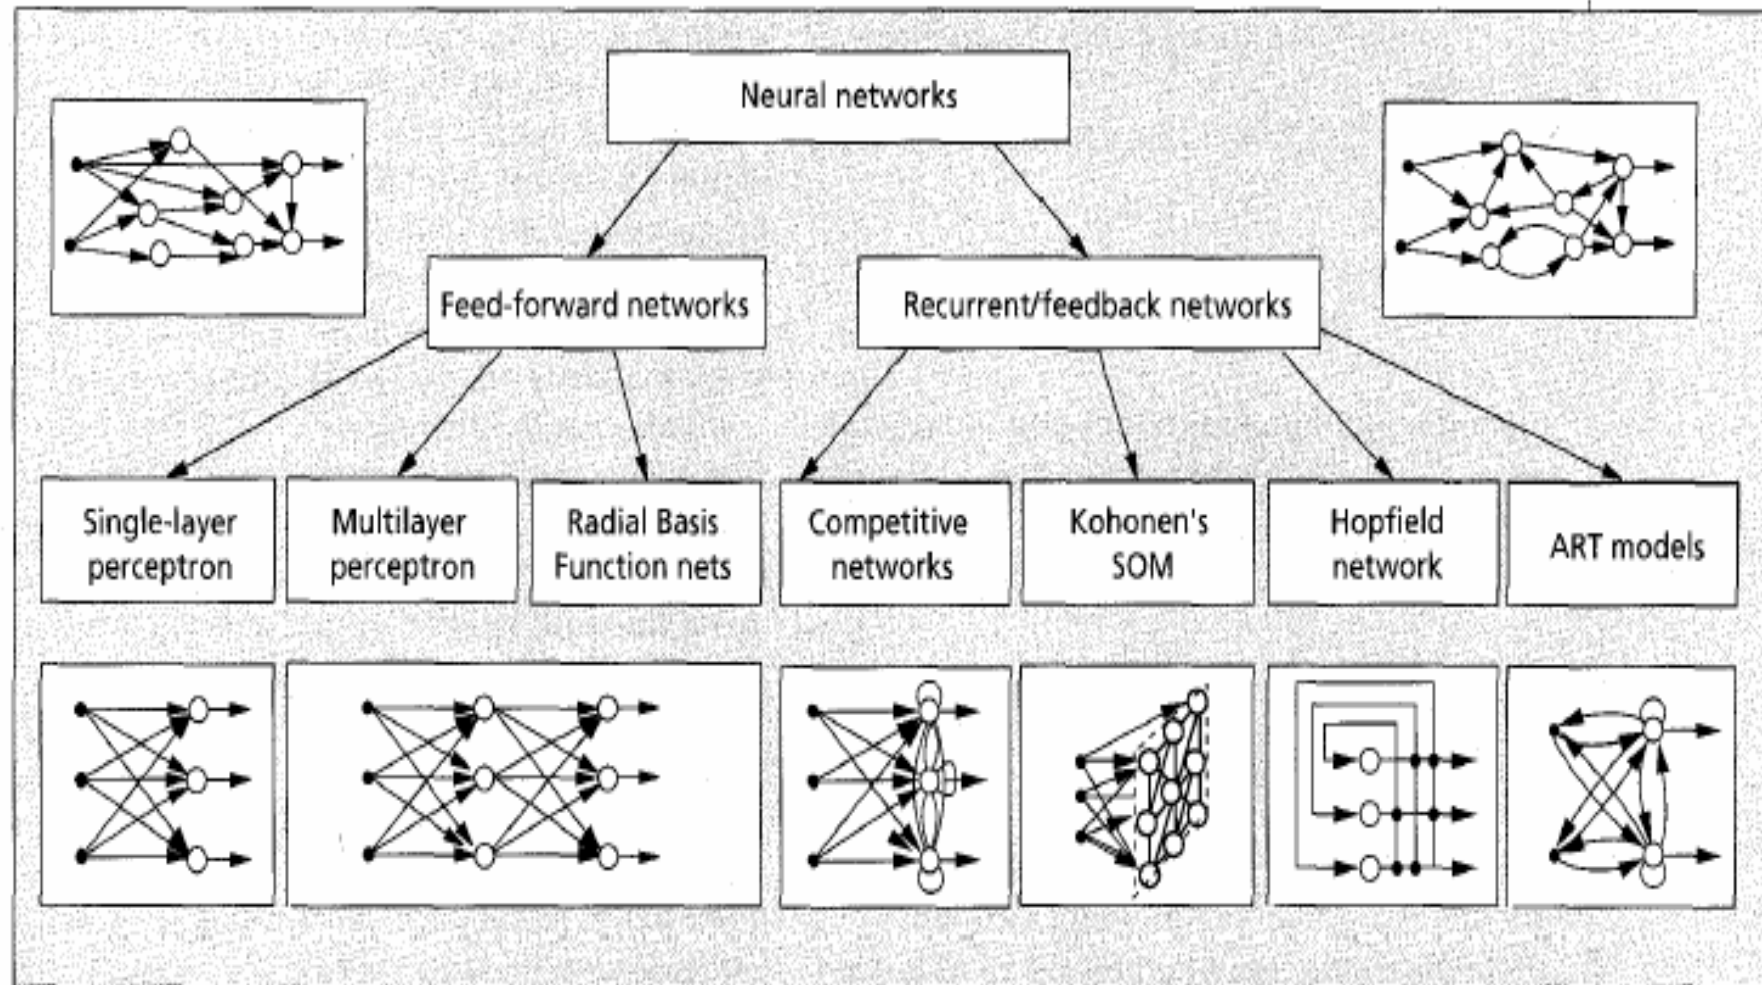 Neural networks
Feed-forward networks
Recurrent/feedback networks
Single-layer
perceptron
Multilayer
perceptron
Radial Basis
Function nets
Competitive
networks
Kohonen's
SOM
Hopfield
network
ART models